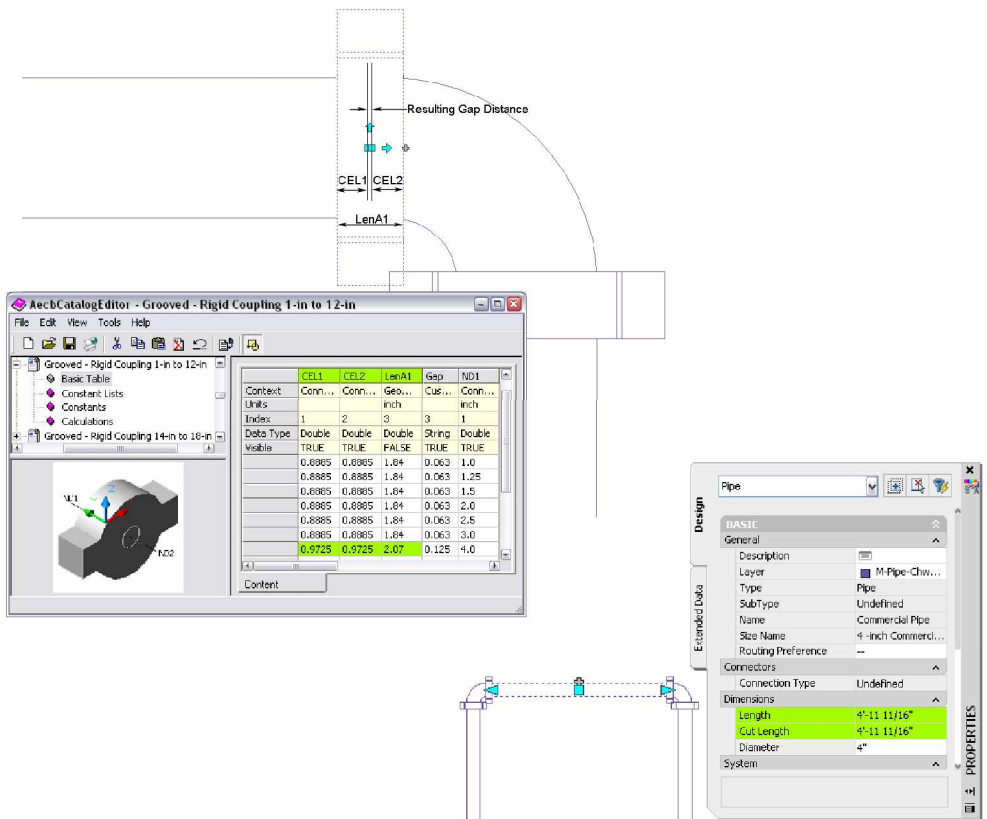 Resulting Gap Distance
CEL1 CEL2
LenA1
AecbCatalogEditor - Grooved - Rigid Coupling 1-in to 12-in
File Edit View Tools Help
Grooved - Rigid Coupling 1-in to 12-in
Basic Table
Constant Lists
Constants
Calculations
Grooved - Rigid Coupling 14-in to 18-in
CEL1 CEL2 LenA1 Gap ND1
Context Conn... Conn... Geo... Cus... Conn...
Units inch inch
Index 1 2 3 3 1
Data Type Double Double Double String Double
Visible TRUE TRUE FALSE TRUE TRUE
0.8885 0.8885 1.84 0.063 1.0
0.8885 0.8885 1.84 0.063 1.25
0.8885 0.8885 1.84 0.063 1.5
0.8885 0.8885 1.84 0.063 2.0
0.8885 0.8885 1.84 0.063 2.5
0.8885 0.8885 1.84 0.063 3.0
0.9725 0.9725 2.07 0.125 4.0
Content
ND1
Z
ND2
Pipe
Design
Extended Data
BASIC
General
Description
Layer M-Pipe-Chw...
Type Pipe
SubType Undefined
Name Commercial Pipe
Size Name 4 -inch Commerci...
Routing Preference --
Connectors
Connection Type Undefined
Dimensions
Length 4'-11 11/16"
Cut Length 4'-11 11/16"
Diameter 4"
System
PROPERTIES